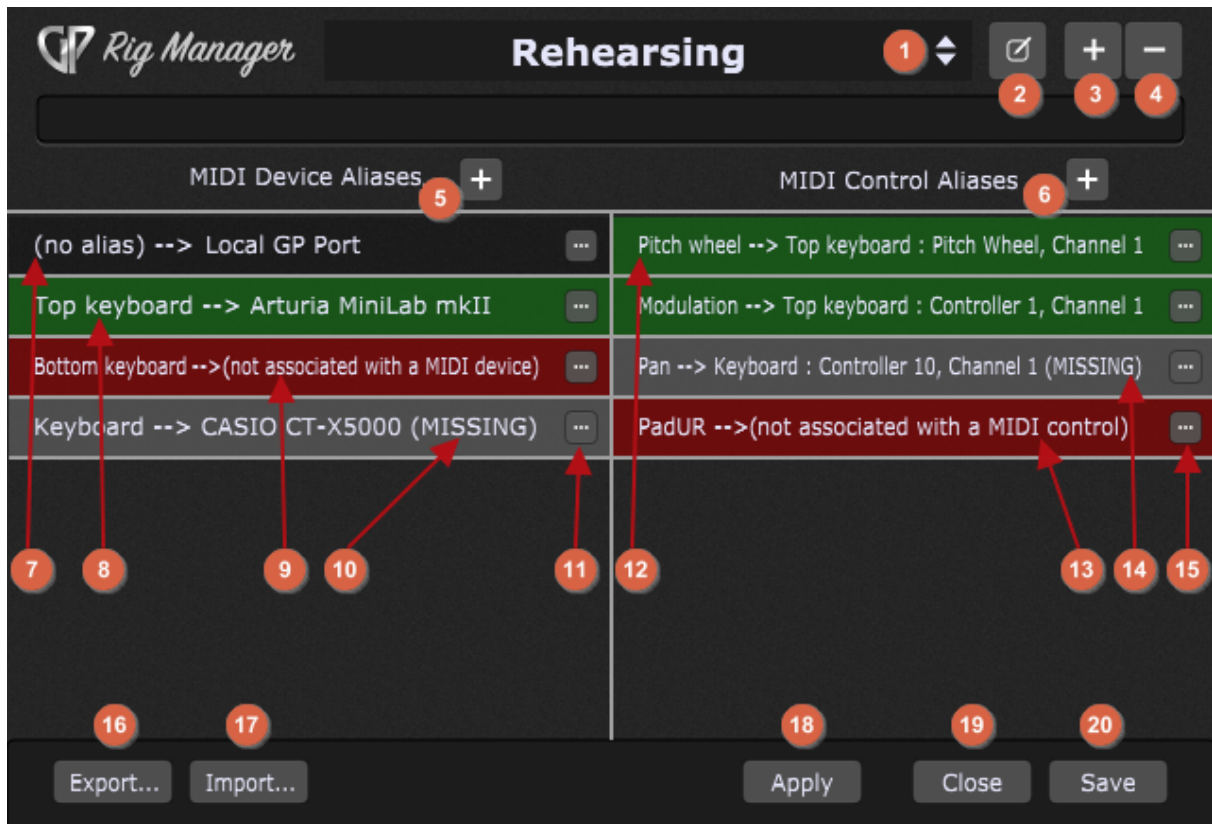 GP Rig Manager Rehearsing 1 + −
2 3 4
MIDI Device Aliases 5 + MIDI Control Aliases 6 +
(no alias) --> Local GP Port ... Pitch wheel --> Top keyboard : Pitch Wheel, Channel 1 ...
Top keyboard --> Arturia MiniLab mkII ... Modulation --> Top keyboard : Controller 1, Channel 1 ...
Bottom keyboard -->(not associated with a MIDI device) ... Pan --> Keyboard : Controller 10, Channel 1 (MISSING) ...
Keyboard --> CASIO CT-X5000 (MISSING) ... PadUR -->(not associated with a MIDI control) ...
7 8 9 10 11 12 13 14 15
16 17 18 19 20
Export... Import... Apply Close Save